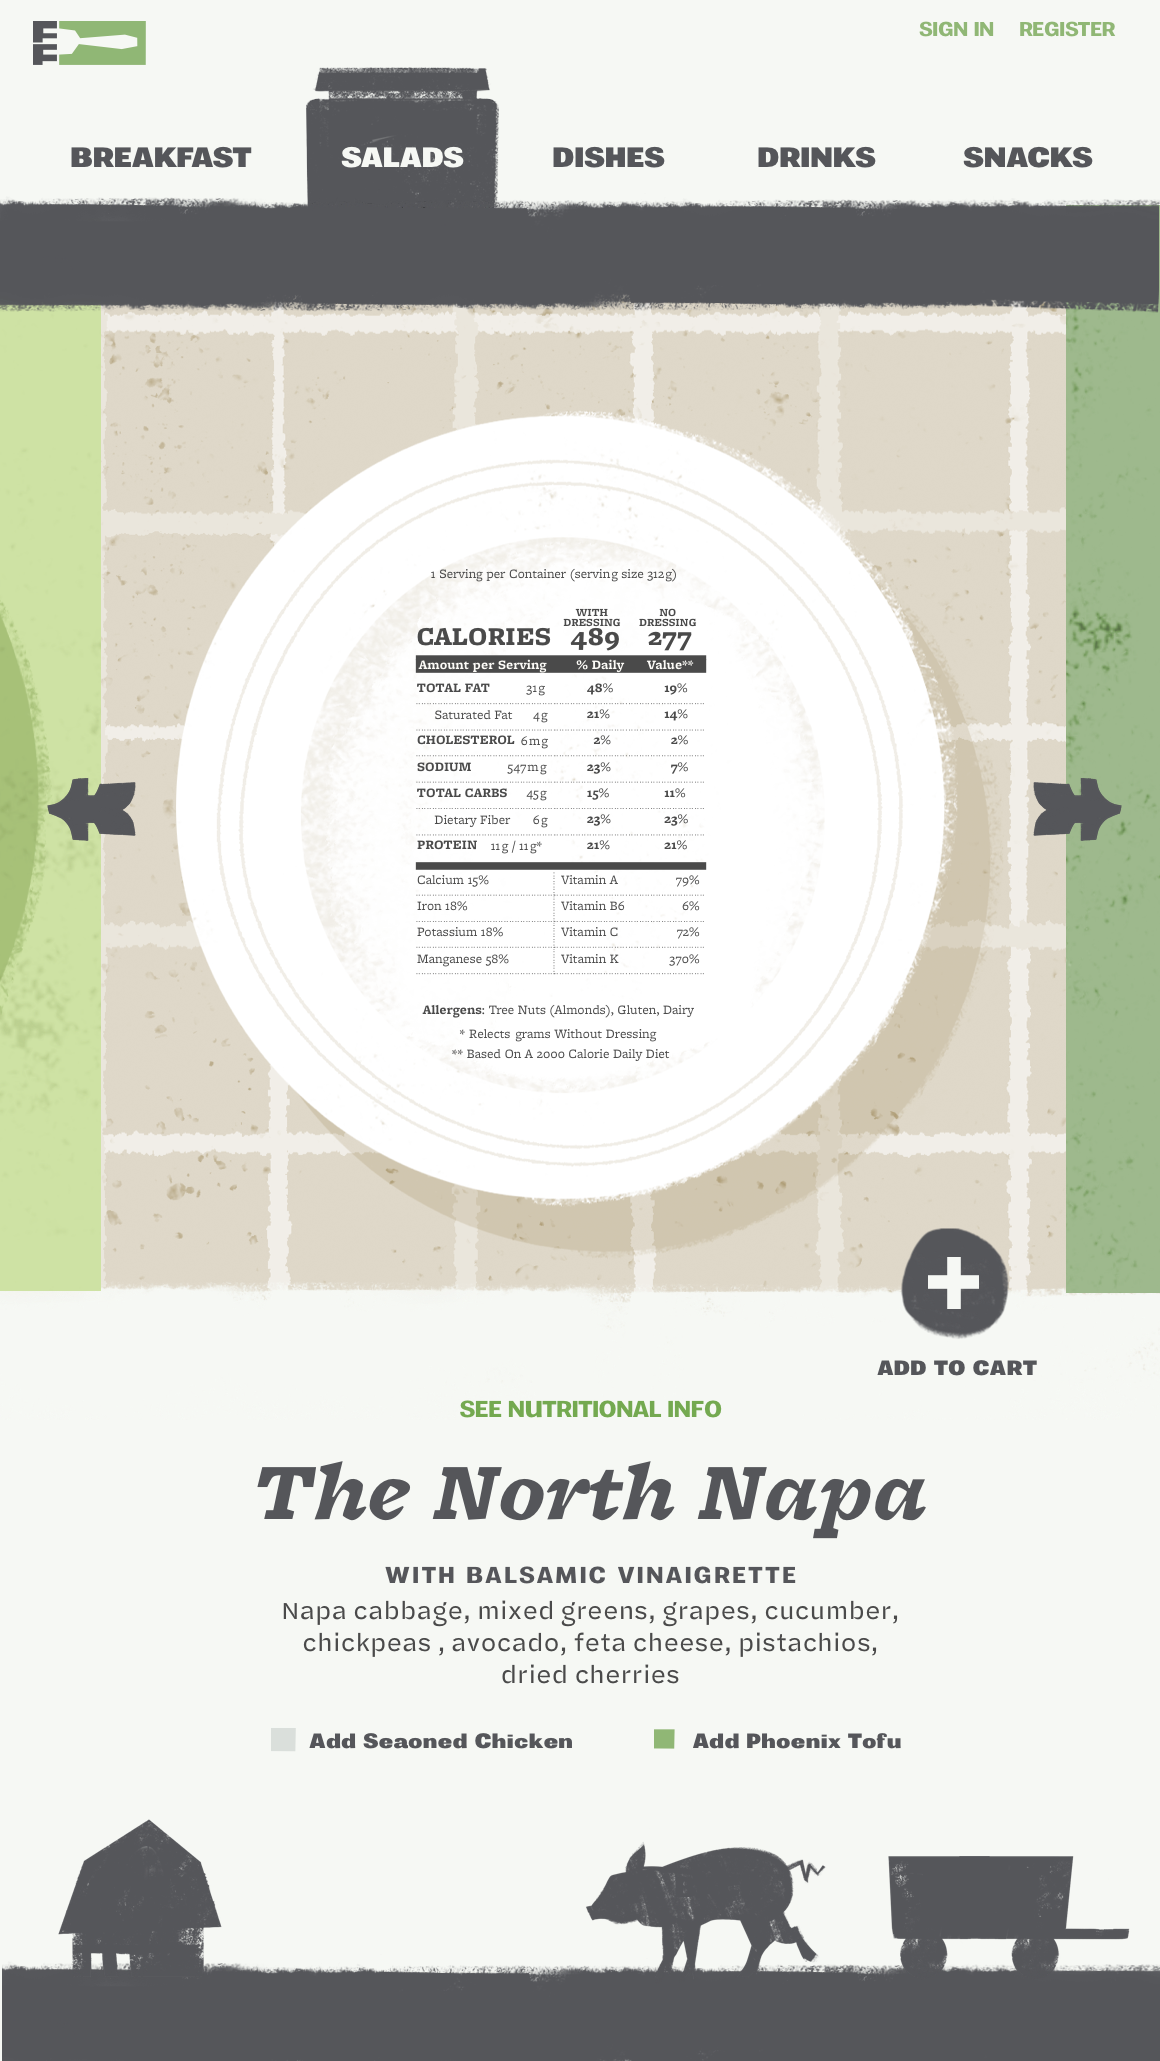 SIGN IN REGISTER
BREAKFAST SALADS DISHES DRINKS SNACKS
1 Serving per Container (serving size 312g)
WITH DRESSING NO DRESSING
CALORIES 489 277
Amount per Serving % Daily Value**
TOTAL FAT 31g 48% 19%
Saturated Fat 4g 21% 14%
CHOLESTEROL 6mg 2% 2%
SODIUM 547mg 23% 7%
TOTAL CARBS 45g 15% 11%
Dietary Fiber 6g 23% 23%
PROTEIN 11g / 11g* 21% 21%
Calcium 15% Vitamin A 79%
Iron 18% Vitamin B6 6%
Potassium 18% Vitamin C 72%
Manganese 58% Vitamin K 370%
Allergens: Tree Nuts (Almonds), Gluten, Dairy
* Relects grams Without Dressing
** Based On A 2000 Calorie Daily Diet
ADD TO CART
SEE NUTRITIONAL INFO
The North Napa
WITH BALSAMIC VINAIGRETTE
Napa cabbage, mixed greens, grapes, cucumber,
chickpeas , avocado, feta cheese, pistachios,
dried cherries
Add Seaoned Chicken Add Phoenix Tofu